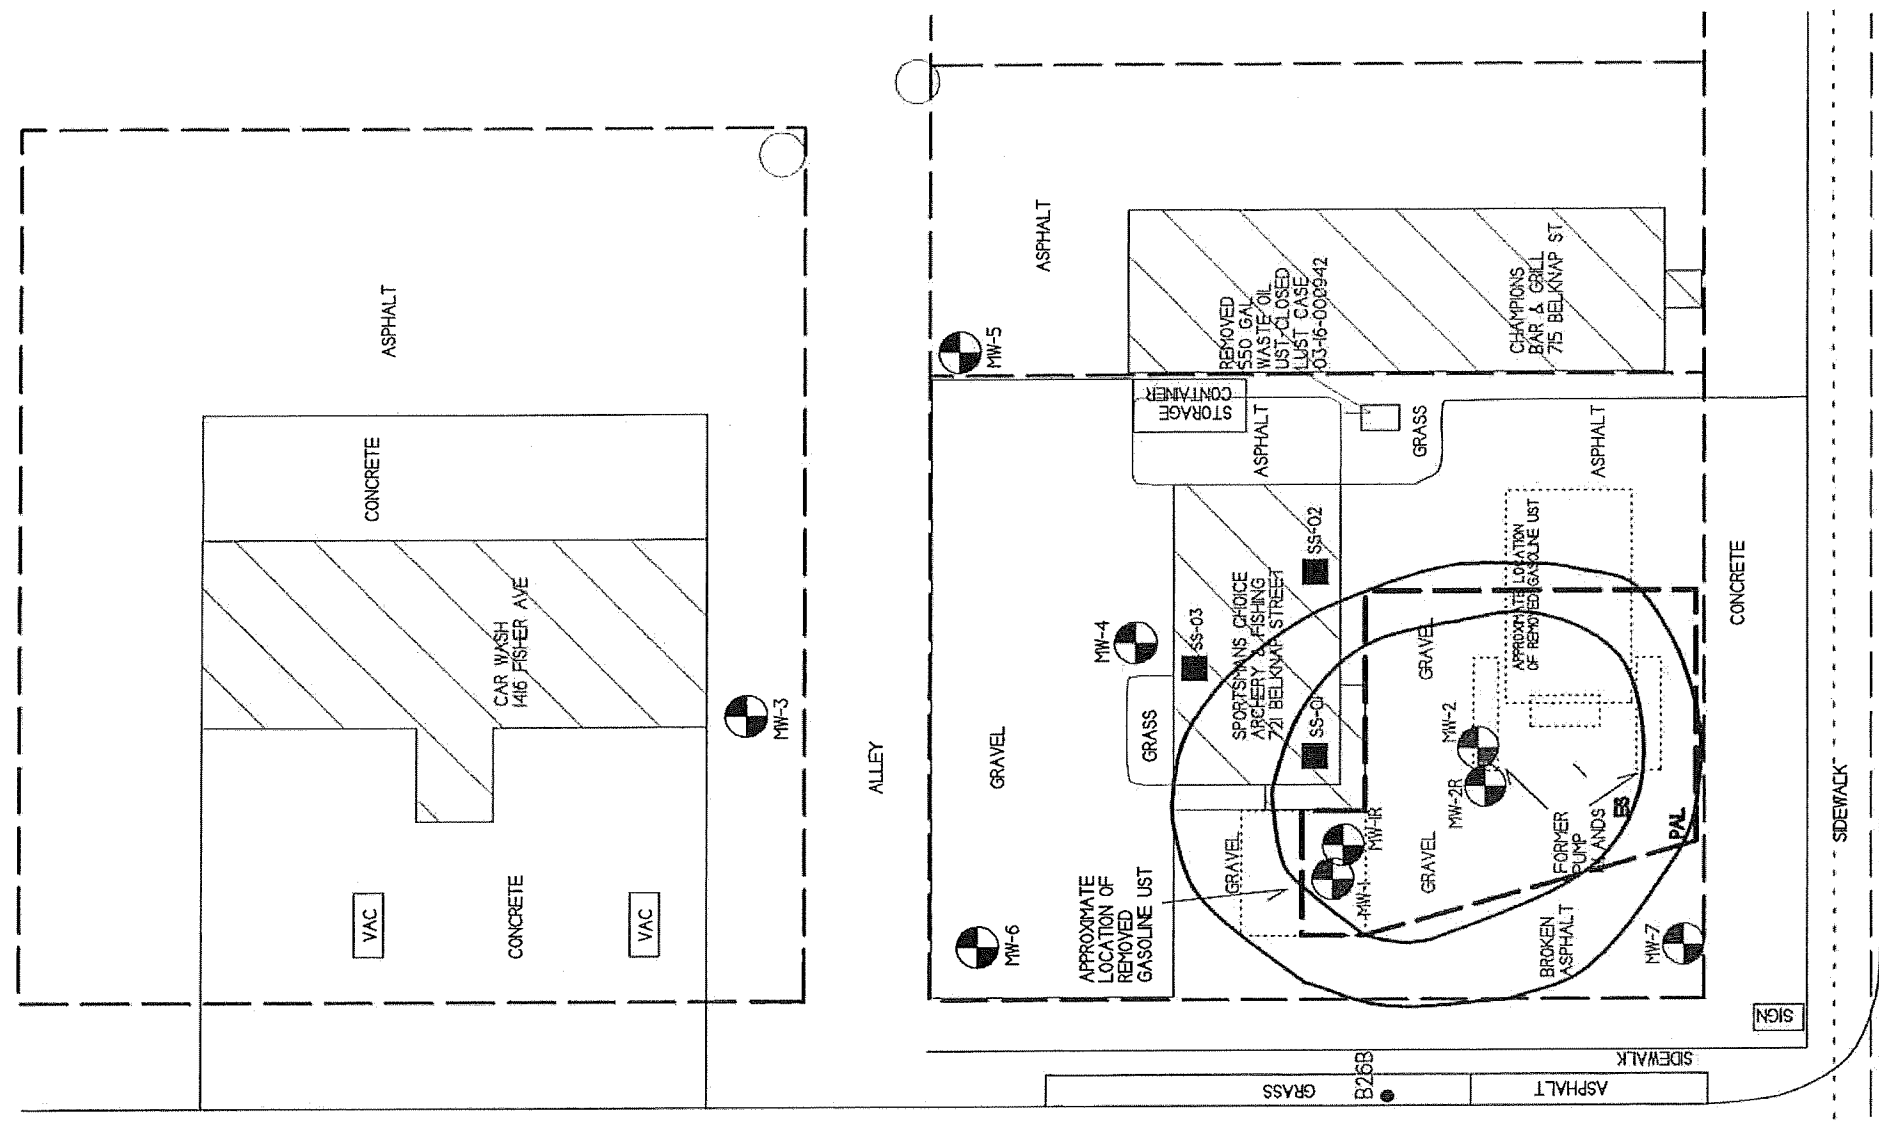 ASPHALT
CONCRETE
CAR WASH
1416 FISHER AVE
VAC
CONCRETE
VAC
MW-3
ALLEY
ASPHALT
MW-5
REMOVED
550 GAL
WASTE OIL
UST-CLOSED
LUST CASE
03-16-000942
CHAMPIONS
BAR & GRILL
715 BELKNAP ST
STORAGE
CONTAINER
ASPHALT
GRASS
ASPHALT
SS-02
SS-03
MW-4
SPORTSMANS CHOICE
ARCHERY & FISHING
721 BELKNAP STREET
SS-01
GRASS
GRAVEL
GRAVEL
APPROXIMATE LOCATION
OF REMOVED GASOLINE UST
CONCRETE
MW-2
MW-2R
MW-1R
MW-1
GRAVEL
GRAVEL
FORMER
PUMP
ISLANDS
ES
PAL
APPROXIMATE
LOCATION OF
REMOVED
GASOLINE UST
MW-6
BROKEN
ASPHALT
MW-7
SIDEWALK
SIGN
SIDEWALK
B26B
GRASS
ASPHALT